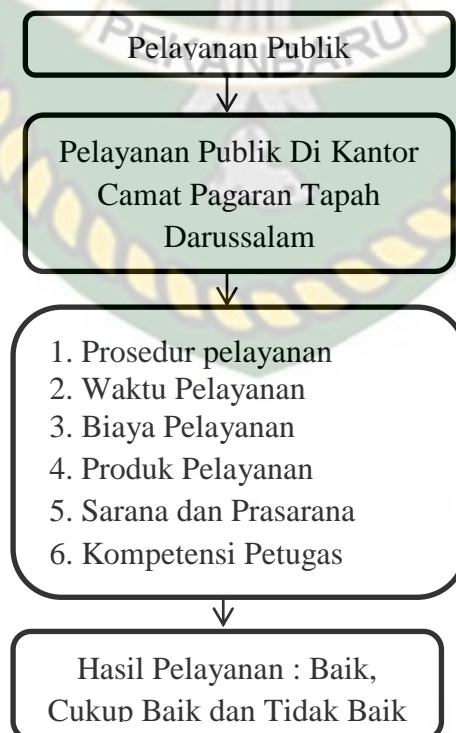 PEKANBARU
Pelayanan Publik
Pelayanan Publik Di Kantor
Camat Pagaran Tapah
Darussalam
1. Prosedur pelayanan
2. Waktu Pelayanan
3. Biaya Pelayanan
4. Produk Pelayanan
5. Sarana dan Prasarana
6. Kompetensi Petugas
Hasil Pelayanan : Baik,
Cukup Baik dan Tidak Baik